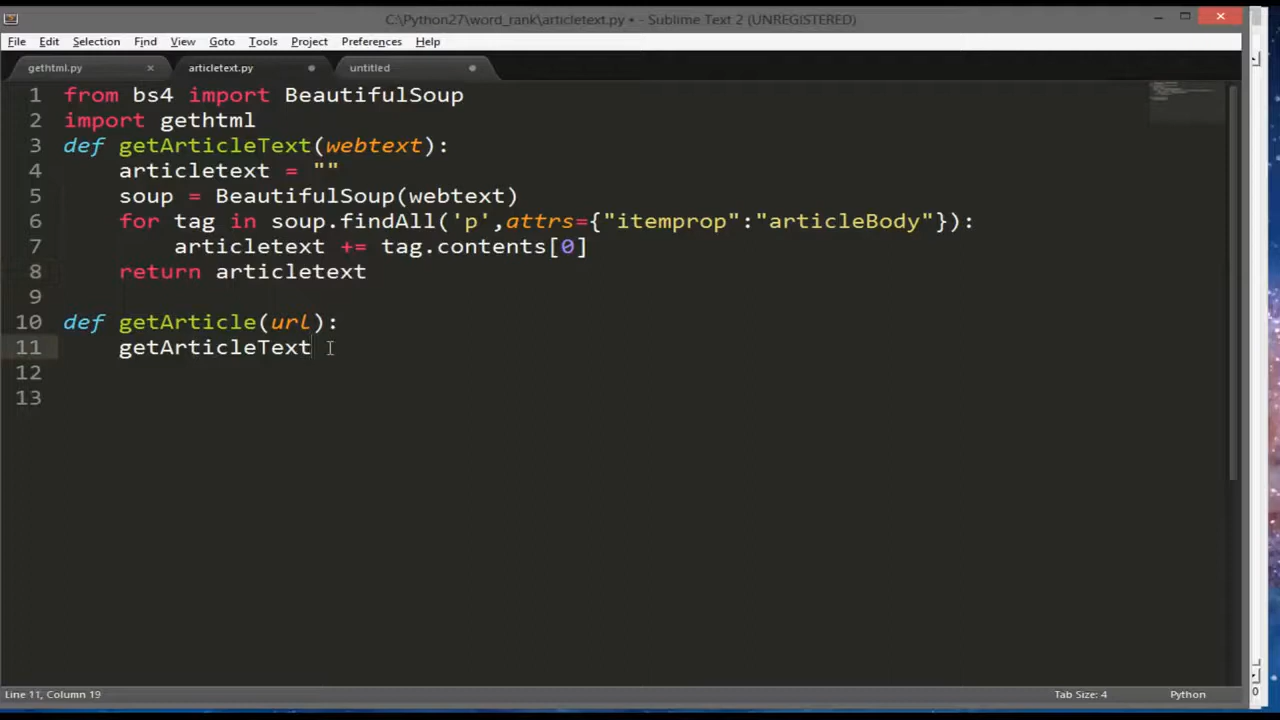 C:\Python27\word_rank\articletext.py • - Sublime Text 2 (UNREGISTERED)
File Edit Selection Find View Goto Tools Project Preferences Help
gethtml.py articletext.py untitled
1 from bs4 import BeautifulSoup
2 import gethtml
3 def getArticleText(webtext):
4 articletext = ""
5 soup = BeautifulSoup(webtext)
6 for tag in soup.findAll('p',attrs={"itemprop":"articleBody"}):
7 articletext += tag.contents[0]
8 return articletext
9
10 def getArticle(url):
11 getArticleText
12
13
Line 11, Column 19 Tab Size: 4 Python
0